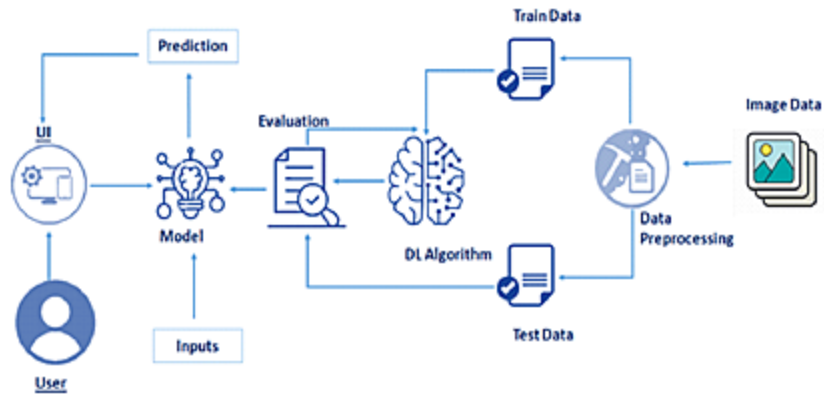 Train Data
Prediction
Image Data
Evaluation
UI
Model
Data
Preprocessing
DL Algorithm
Inputs
Test Data
User